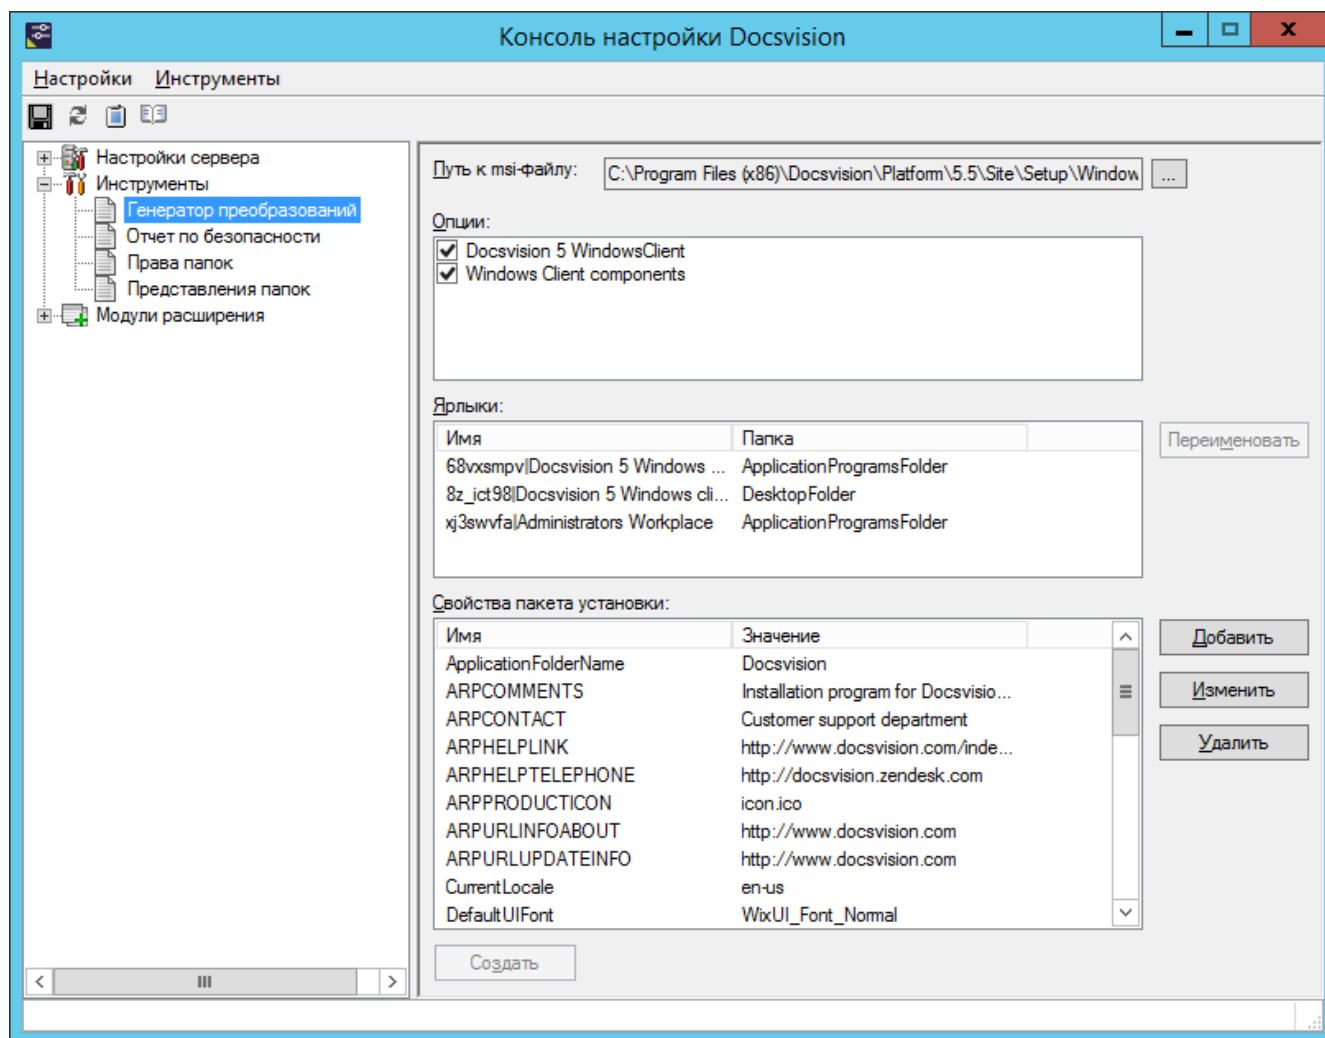 Консоль настройки Docsvision
Настройки Инструменты
Настройки сервера
Инструменты
Генератор преобразований
Отчет по безопасности
Права папок
Представления папок
Модули расширения
Путь к msi-файлу: C:\Program Files (x86)\Docsvision\Platform\5.5\Site\Setup\Window ...
Опции:
Docsvision 5 WindowsClient
Windows Client components
Ярлыки:
Имя Папка Переименовать
68vxsmpv|Docsvision 5 Windows ... ApplicationProgramsFolder
8z_ict98|Docsvision 5 Windows cli... DesktopFolder
xj3swvfa|Administrators Workplace ApplicationProgramsFolder
Свойства пакета установки:
Имя Значение Добавить
ApplicationFolderName Docsvision
ARPCOMMENTS Installation program for Docsvisio... Изменить
ARPCONTACT Customer support department
ARPHELPLINK http://www.docsvision.com/inde... Удалить
ARPHELPTELEPHONE http://docsvision.zendesk.com
ARPPRODUCTICON icon.ico
ARPURLINFOABOUT http://www.docsvision.com
ARPURLUPDATEINFO http://www.docsvision.com
CurrentLocale en-us
DefaultUIFont WixUI_Font_Normal
Создать